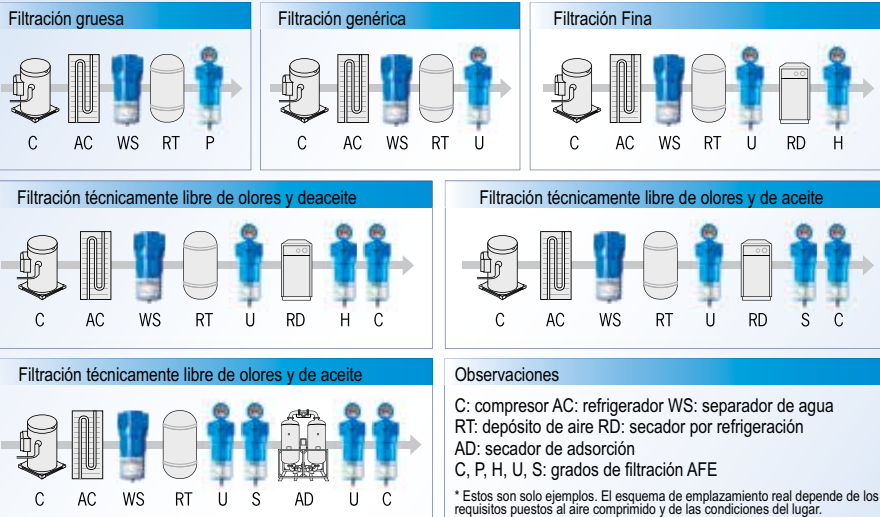 Filtración gruesa
C AC WS RT P
Filtración genérica
C AC WS RT U
Filtración Fina
C AC WS RT U RD H
Filtración técnicamente libre de olores y deaceite
C AC WS RT U RD H C
Filtración técnicamente libre de olores y de aceite
C AC WS RT U RD S C
Filtración técnicamente libre de olores y de aceite
C AC WS RT U S AD U C
Observaciones
C: compresor AC: refrigerador WS: separador de agua
RT: depósito de aire RD: secador por refrigeración
AD: secador de adsorción
C, P, H, U, S: grados de filtración AFE
* Estos son solo ejemplos. El esquema de emplazamiento real depende de los
requisitos puestos al aire comprimido y de las condiciones del lugar.